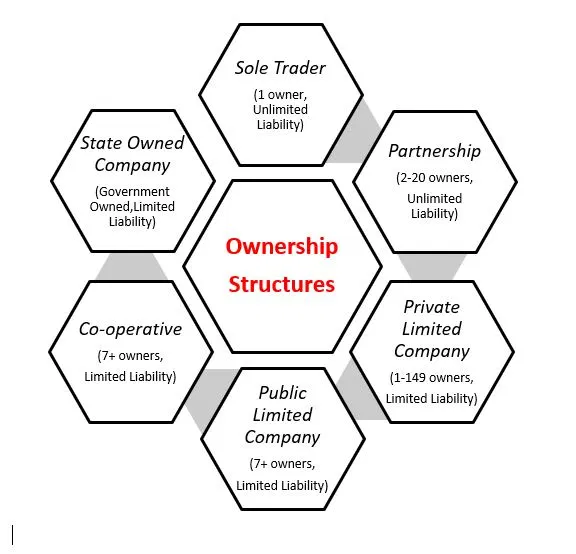 Sole Trader
(1 owner,
Unlimited
Liability)
State Owned
Company
(Government
Owned,Limited
Liability)
Partnership
(2-20 owners,
Unlimited
Liability)
Ownership
Structures
Co-operative
(7+ owners,
Limited Liability)
Private
Limited
Company
(1-149 owners,
Limited Liability)
Public
Limited
Company
(7+ owners,
Limited Liability)